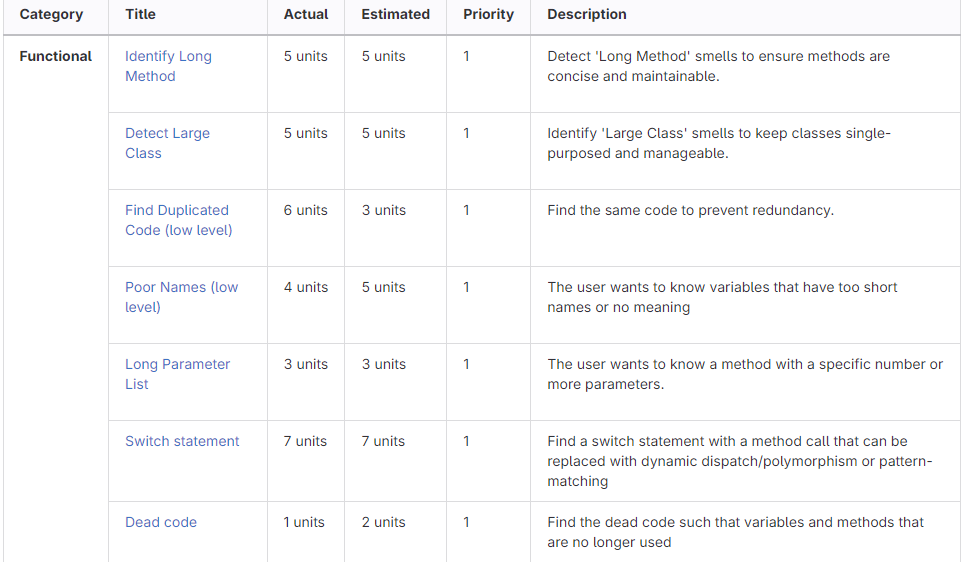 Category Title Actual Estimated Priority Description
Functional Identify Long 5 units 5 units 1 Detect 'Long Method' smells to ensure methods are
Method concise and maintainable.
Detect Large 5 units 5 units 1 Identify 'Large Class' smells to keep classes single-
Class purposed and manageable.
Find Duplicated 6 units 3 units 1 Find the same code to prevent redundancy.
Code (low level)
Poor Names (low 4 units 5 units 1 The user wants to know variables that have too short
level) names or no meaning
Long Parameter 3 units 3 units 1 The user wants to know a method with a specific number or
List more parameters.
Switch statement 7 units 7 units 1 Find a switch statement with a method call that can be
replaced with dynamic dispatch/polymorphism or pattern-
matching
Dead code 1 units 2 units 1 Find the dead code such that variables and methods that
are no longer used